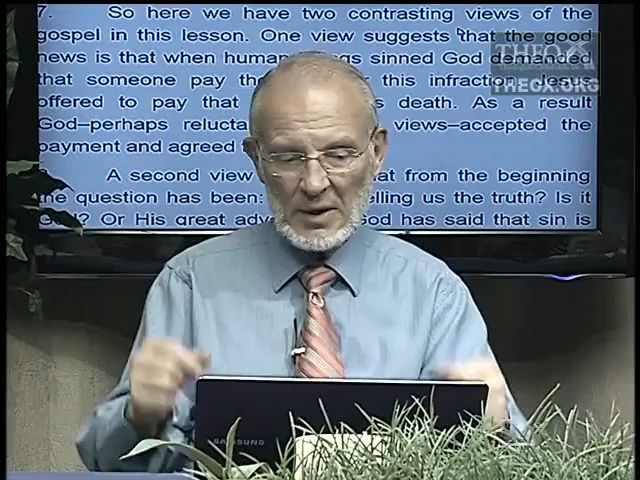 7. So here we have two contrasting views of the
gospel in this lesson. One view suggests that the good
news is that when human sinned God demanded
that someone pay the for this infraction. Jesus
offered to pay that death. As a result
God–perhaps views–accepted the
payment and agreed
A second view from the beginning
the question has been: telling us the truth? Is it
God? Or His great God has said that sin is
THEOX
THEOX.ORG
SAMSUNG